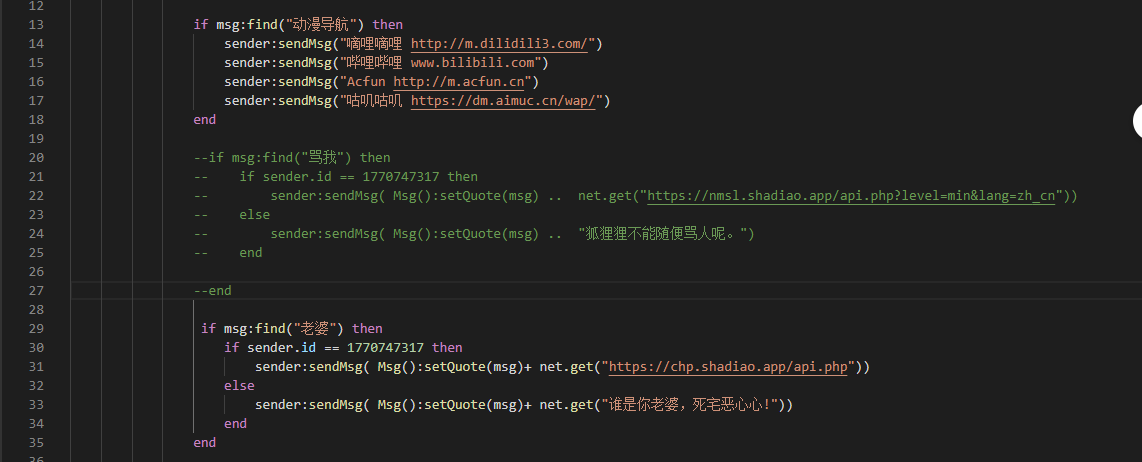 12
13 if msg:find("动漫导航") then
14 sender:sendMsg("嘀哩嘀哩 http://m.dilidili3.com/")
15 sender:sendMsg("哔哩哔哩 www.bilibili.com")
16 sender:sendMsg("Acfun http://m.acfun.cn")
17 sender:sendMsg("咕叽咕叽 https://dm.aimuc.cn/wap/")
18 end
19
20 --if msg:find("骂我") then
21 -- if sender.id == 1770747317 then
22 -- sender:sendMsg( Msg():setQuote(msg) .. net.get("https://nmsl.shadiao.app/api.php?level=min&lang=zh_cn"))
23 -- else
24 -- sender:sendMsg( Msg():setQuote(msg) .. "狐狸狸不能随便骂人呢。")
25 -- end
26
27 --end
28
29 if msg:find("老婆") then
30 if sender.id == 1770747317 then
31 sender:sendMsg( Msg():setQuote(msg)+ net.get("https://chp.shadiao.app/api.php"))
32 else
33 sender:sendMsg( Msg():setQuote(msg)+ net.get("谁是你老婆，死宅恶心心!"))
34 end
35 end
36